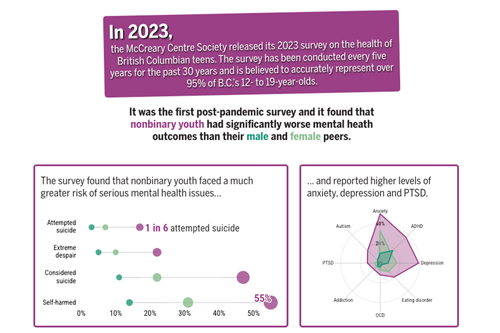 In 2023,
the McCreary Centre Society released its 2023 survey on the health of
British Columbian teens. The survey has been conducted every five
years for the past 30 years and is believed to accurately represent over
95% of B.C.'s 12- to 19-year-olds.
It was the first post-pandemic survey and it found that
nonbinary youth had significantly worse mental heath
outcomes than their male and female peers.
The survey found that nonbinary youth faced a much
greater risk of serious mental health issues...
Attempted
suicide
1 in 6 attempted suicide
Extreme
despair
Considered
suicide
Self-harmed
55%
0% 10% 20% 30% 40% 50%
... and reported higher levels of
anxiety, depression and PTSD.
Anxiety
ADHD
Depression
Eating disorder
OCD
Addiction
PTSD
Autism